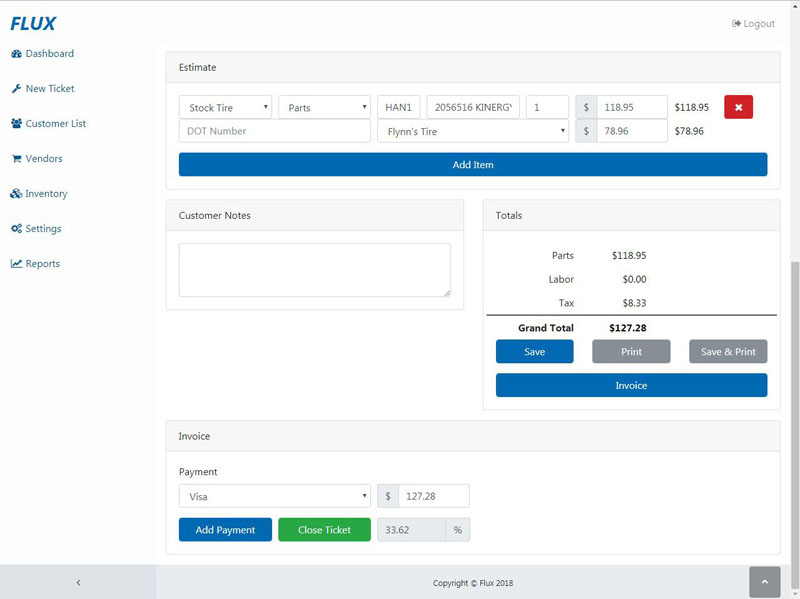 FLUX
Logout
Dashboard
New Ticket
Customer List
Vendors
Inventory
Settings
Reports
Estimate
Stock Tire Parts HAN1 2056516 KINERGY 1 $ 118.95 $118.95
DOT Number Flynn's Tire $ 78.96 $78.96
Add Item
Customer Notes
Totals
Parts $118.95
Labor $0.00
Tax $8.33
Grand Total $127.28
Save Print Save & Print
Invoice
Invoice
Payment
Visa $ 127.28
Add Payment Close Ticket 33.62 %
Copyright © Flux 2018